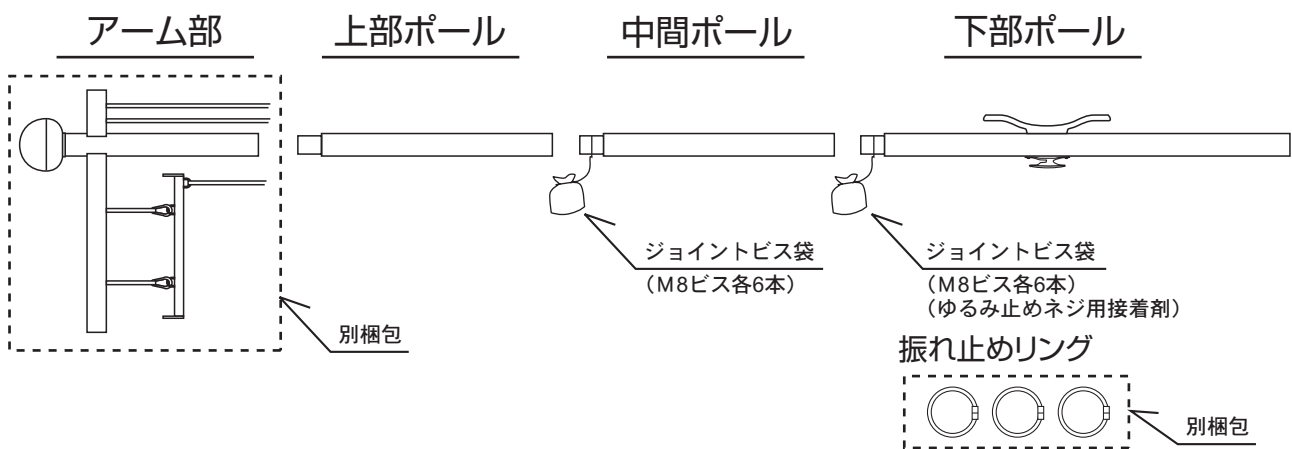 アーム部
上部ポール
中間ポール
下部ポール
ジョイントビス袋
（M8ビス各6本）
ジョイントビス袋
（M8ビス各6本）
（ゆるみ止めネジ用接着剤）
別梱包
振れ止めリング
別梱包